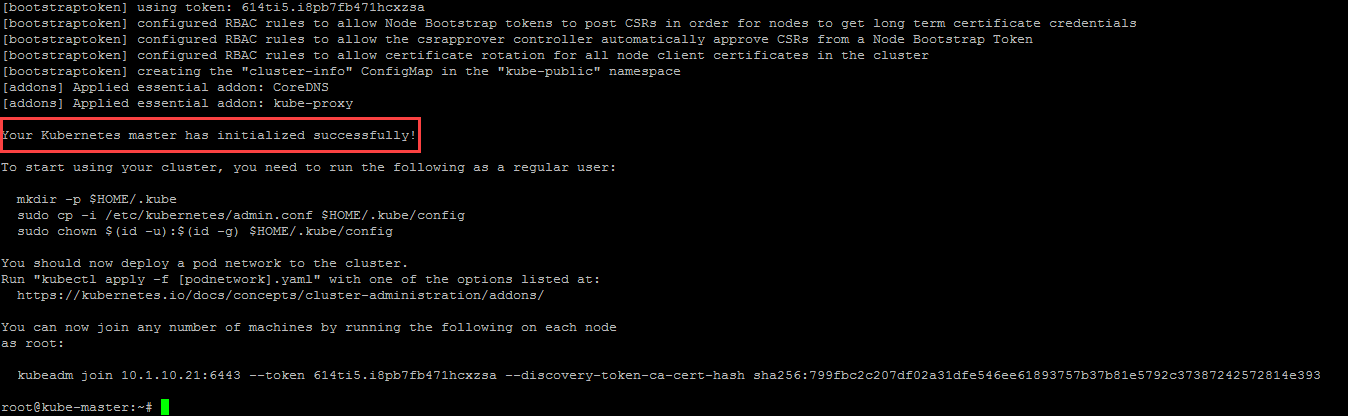 [bootstraptoken] using token: 614ti5.i8pb7fb471hcxzsa
[bootstraptoken] configured RBAC rules to allow Node Bootstrap tokens to post CSRs in order for nodes to get long term certificate credentials
[bootstraptoken] configured RBAC rules to allow the csrapprover controller automatically approve CSRs from a Node Bootstrap Token
[bootstraptoken] configured RBAC rules to allow certificate rotation for all node client certificates in the cluster
[bootstraptoken] creating the "cluster-info" ConfigMap in the "kube-public" namespace
[addons] Applied essential addon: CoreDNS
[addons] Applied essential addon: kube-proxy
Your Kubernetes master has initialized successfully!
To start using your cluster, you need to run the following as a regular user:
mkdir -p $HOME/.kube
sudo cp -i /etc/kubernetes/admin.conf $HOME/.kube/config
sudo chown $(id -u):$(id -g) $HOME/.kube/config
You should now deploy a pod network to the cluster.
Run "kubectl apply -f [podnetwork].yaml" with one of the options listed at:
https://kubernetes.io/docs/concepts/cluster-administration/addons/
You can now join any number of machines by running the following on each node
as root:
kubeadm join 10.1.10.21:6443 --token 614ti5.i8pb7fb471hcxzsa --discovery-token-ca-cert-hash sha256:799fbc2c207df02a31dfe546ee61893757b37b81e5792c37387242572814e393
root@kube-master:~#